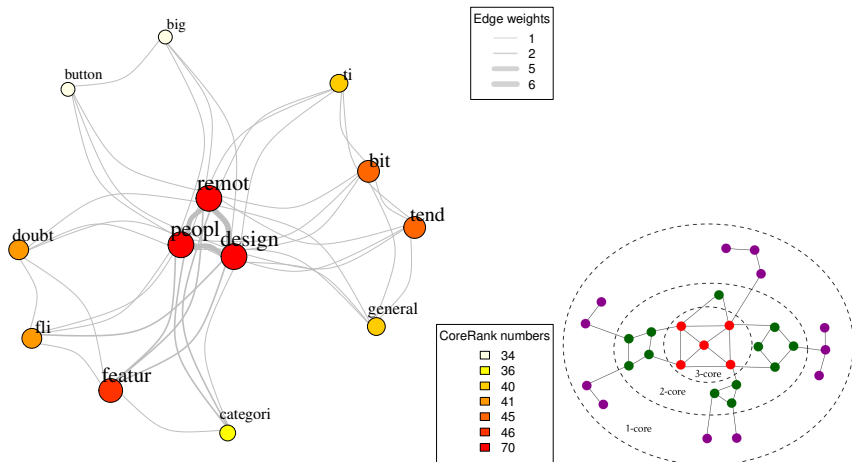 big
button
ti
bit
remot
tend
peopl
design
doubt
general
fli
featur
categori
Edge weights
1
2
5
6
CoreRank numbers
34
36
40
41
45
46
70
3-core
2-core
1-core